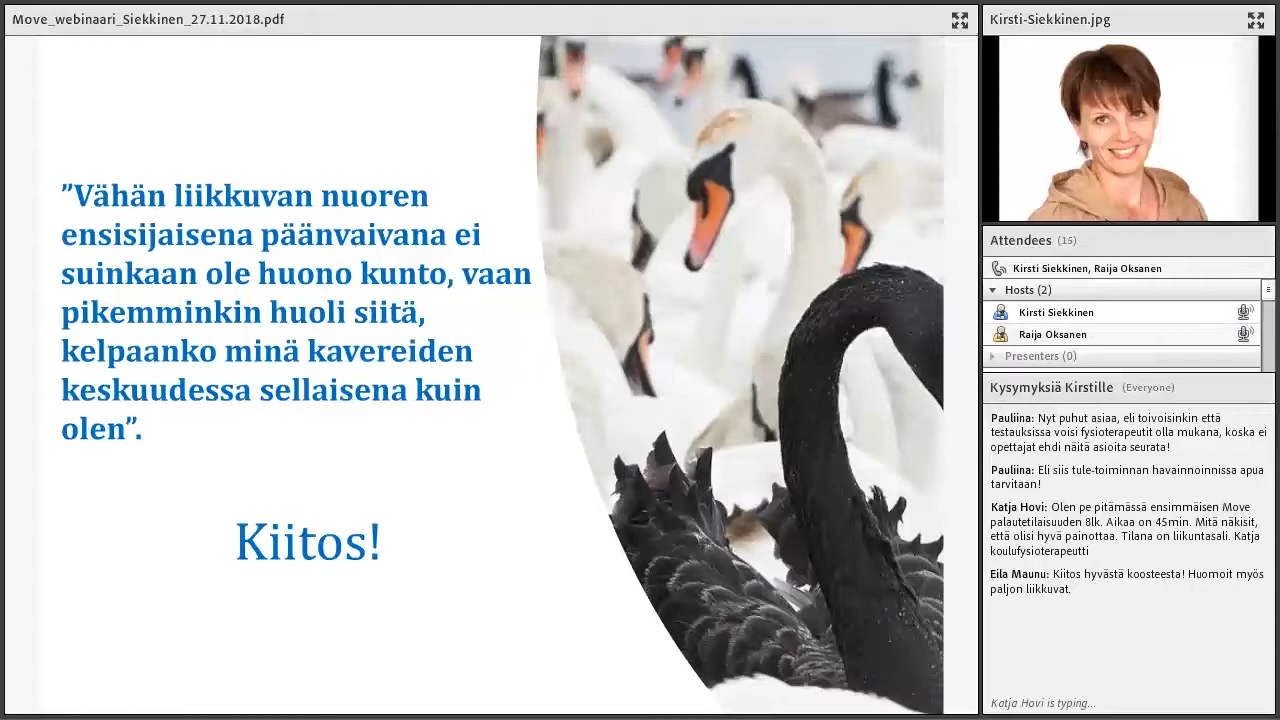 Move_webinaari_Siekkinen_27.11.2018.pdf
”Vähän liikkuvan nuoren
ensisijaisena päänvaivana ei
suinkaan ole huono kunto, vaan
pikemminkin huoli siitä,
kelpaanko minä kavereiden
keskuudessa sellaisena kuin
olen”.
Kiitos!
Kirsti-Siekkinen.jpg
Attendees (15)
Kirsti Siekkinen, Raija Oksanen
Hosts (2)
Kirsti Siekkinen
Raija Oksanen
Presenters (0)
Kysymyksiä Kirstille (Everyone)
Pauliina: Nyt puhut asiaa, eli toivoisinkin että
testauksissa voisi fysioterapeutit olla mukana, koska ei
opettajat ehdi näitä asioita seurata!
Pauliina: Eli siis tule-toiminnan havainnoinnissa apua
tarvitaan!
Katja Hovi: Olen pe pitämässä ensimmäisen Move
palautetilaisuuden 8lk. Aikaa on 45min. Mitä näkisit,
että olisi hyvä painottaa. Tilana on liikuntasali. Katja
koulufysioterapeutti
Eila Maunu: Kiitos hyvästä koosteesta! Huomoit myös
paljon liikkuvat.
Katja Hovi is typing...